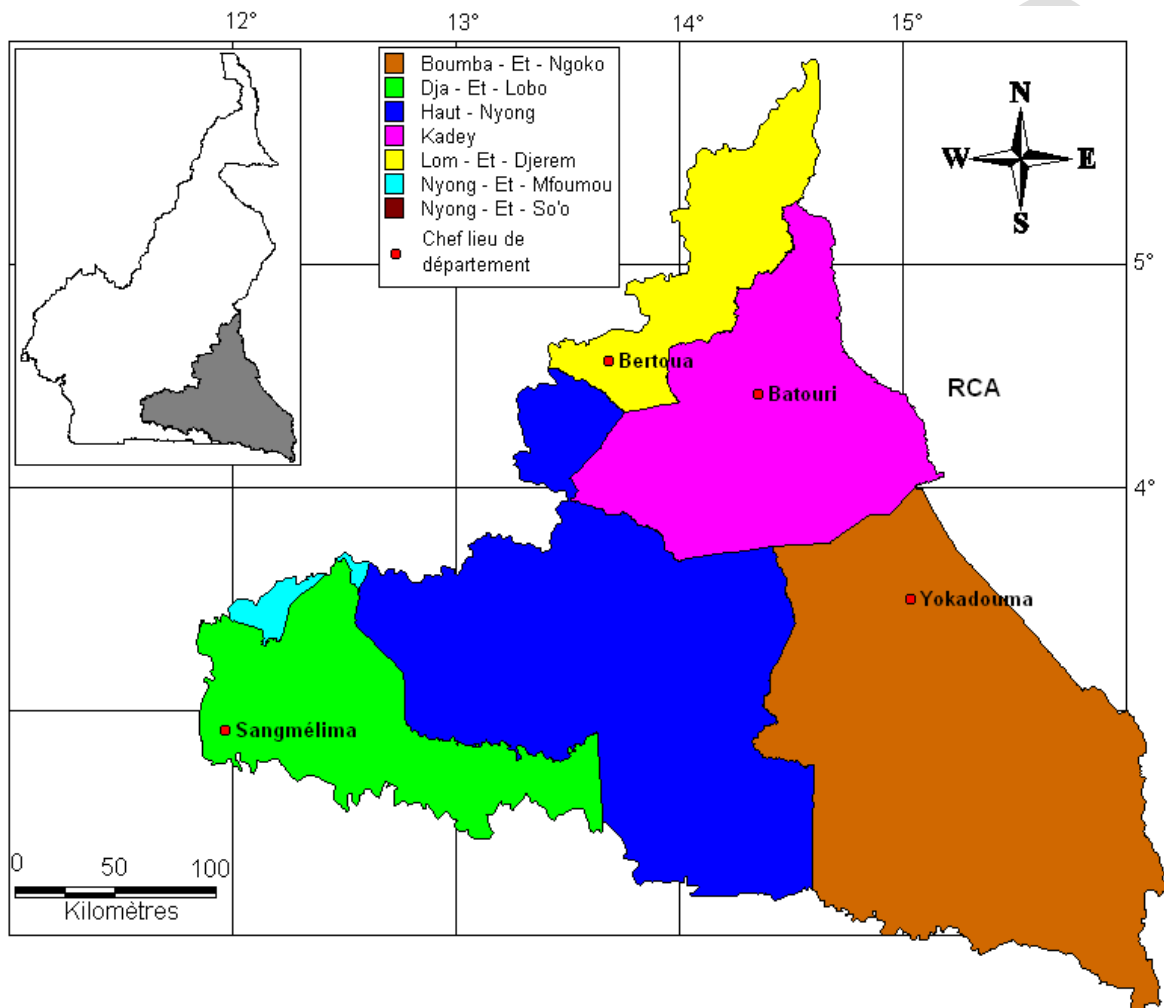 12° 13° 14° 15°
Boumba - Et - Ngoko
Dja - Et - Lobo
Haut - Nyong
Kadey
Lom - Et - Djerem
Nyong - Et - Mfoumou
Nyong - Et - So'o
Chef lieu de
département
N
W E
S
5°
Bertoua
Batouri
RCA
4°
Yokadouma
Sangmélima
0 50 100
Kilomètres